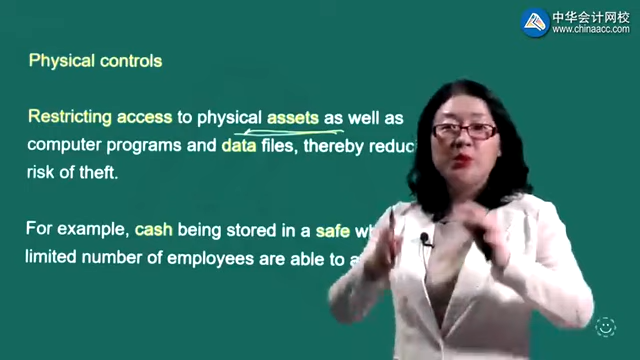 中华会计网校
www.chinaacc.com
Physical controls
Restricting access to physical assets as well as
computer programs and data files, thereby
risk of theft.
For example, cash being stored in a safe
limited number of employees are able to